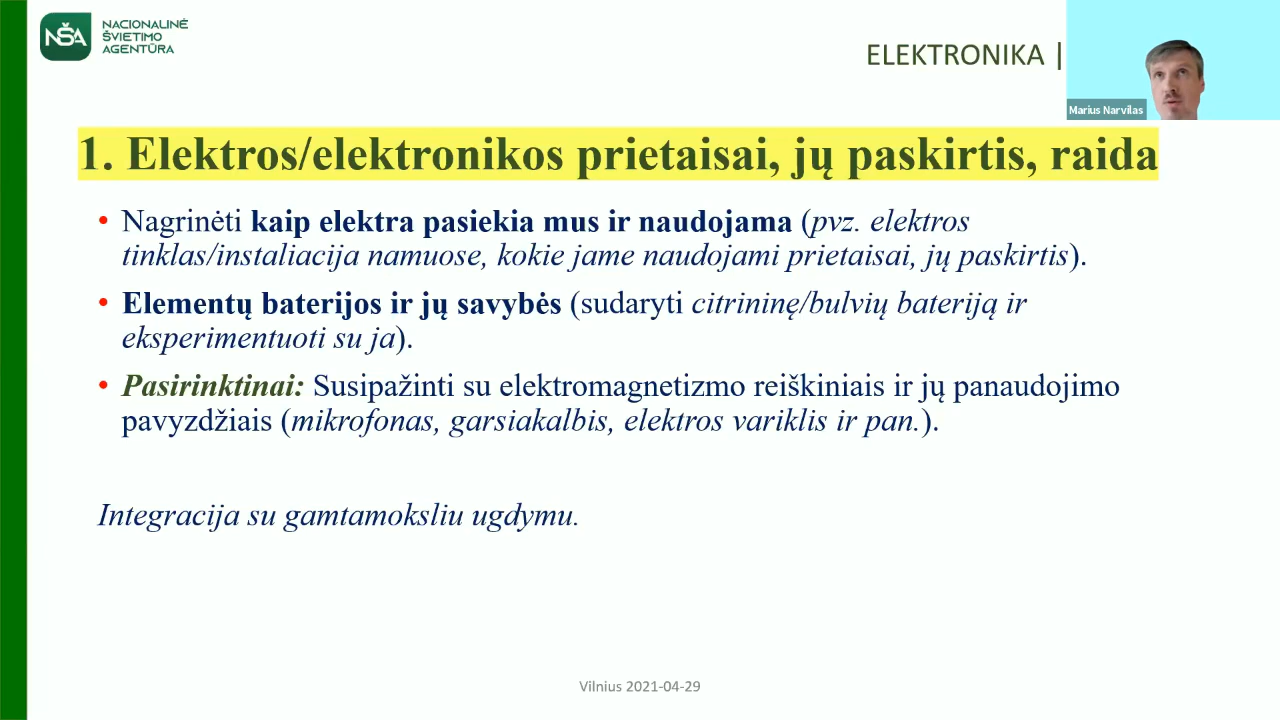 NŠA NACIONALINĖ
ŠVIETIMO
AGENTŪRA
ELEKTRONIKA |
Marius Narvilas
1. Elektros/elektronikos prietaisai, jų paskirtis, raida
• Nagrinėti kaip elektra pasiekia mus ir naudojama (pvz. elektros
tinklas/instaliacija namuose, kokie jame naudojami prietaisai, jų paskirtis).
• Elementų baterijos ir jų savybės (sudaryti citrininę/bulvių bateriją ir
eksperimentuoti su ja).
• Pasirinktinai: Susipažinti su elektromagnetizmo reiškiniais ir jų panaudojimo
pavyzdžiais (mikrofonas, garsiakalbis, elektros variklis ir pan.).
Integracija su gamtamoksliu ugdymu.
Vilnius 2021-04-29